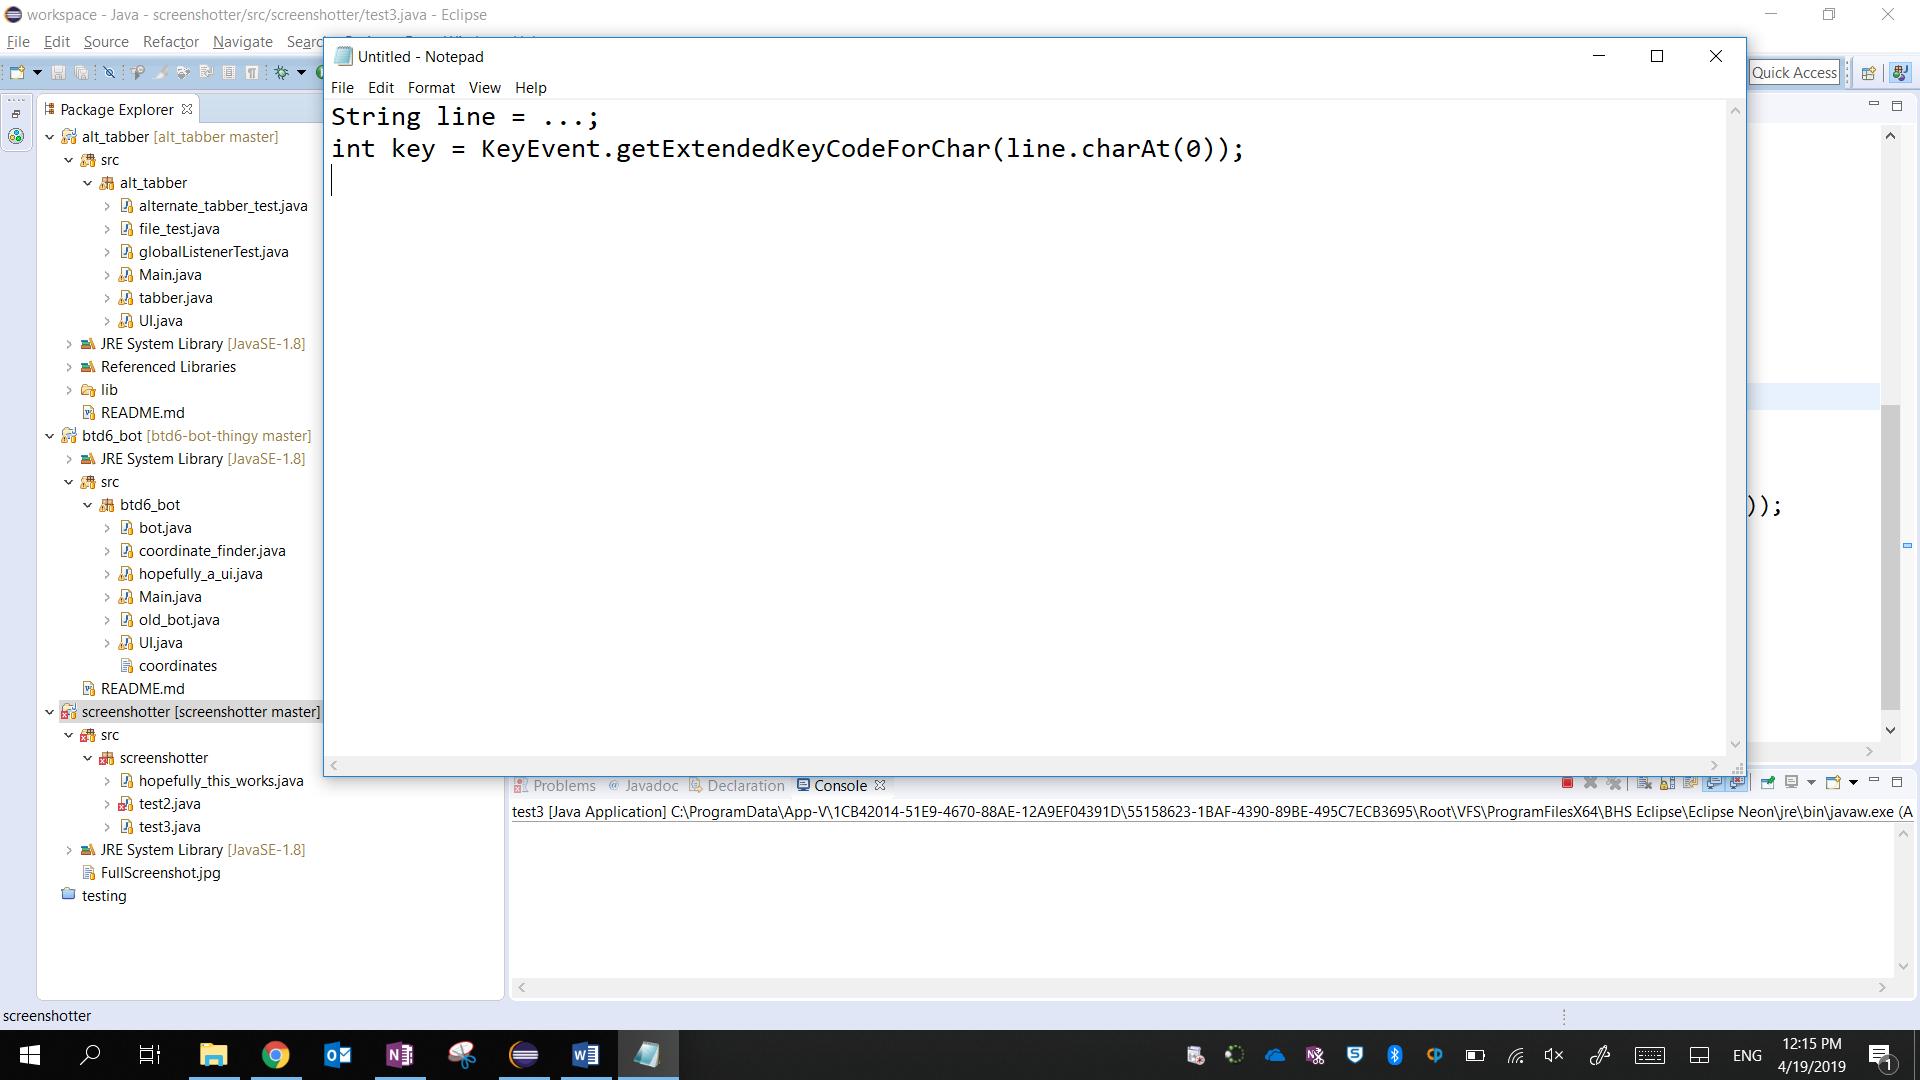 workspace - Java - screenshotter/src/screenshotter/test3.java - Eclipse
File Edit Source Refactor Navigate Searc
Quick Access
Untitled - Notepad
File Edit Format View Help
String line = ...;
int key = KeyEvent.getExtendedKeyCodeForChar(line.charAt(0));
Package Explorer
alt_tabber [alt_tabber master]
src
alt_tabber
alternate_tabber_test.java
file_test.java
globalListenerTest.java
Main.java
tabber.java
UI.java
JRE System Library [JavaSE-1.8]
Referenced Libraries
lib
README.md
btd6_bot [btd6-bot-thingy master]
JRE System Library [JavaSE-1.8]
src
btd6_bot
bot.java
coordinate_finder.java
hopefully_a_ui.java
Main.java
old_bot.java
UI.java
coordinates
README.md
screenshotter [screenshotter master]
src
screenshotter
hopefully_this_works.java
test2.java
test3.java
JRE System Library [JavaSE-1.8]
FullScreenshot.jpg
testing
));
Problems @ Javadoc Declaration Console
test3 [Java Application] C:\ProgramData\App-V\1CB42014-51E9-4670-88AE-12A9EF04391D\55158623-1BAF-4390-89BE-495C7ECB3695\Root\VFS\ProgramFilesX64\BHS Eclipse\Eclipse Neon\jre\bin\javaw.exe (A
screenshotter
ENG
12:15 PM
4/19/2019
1